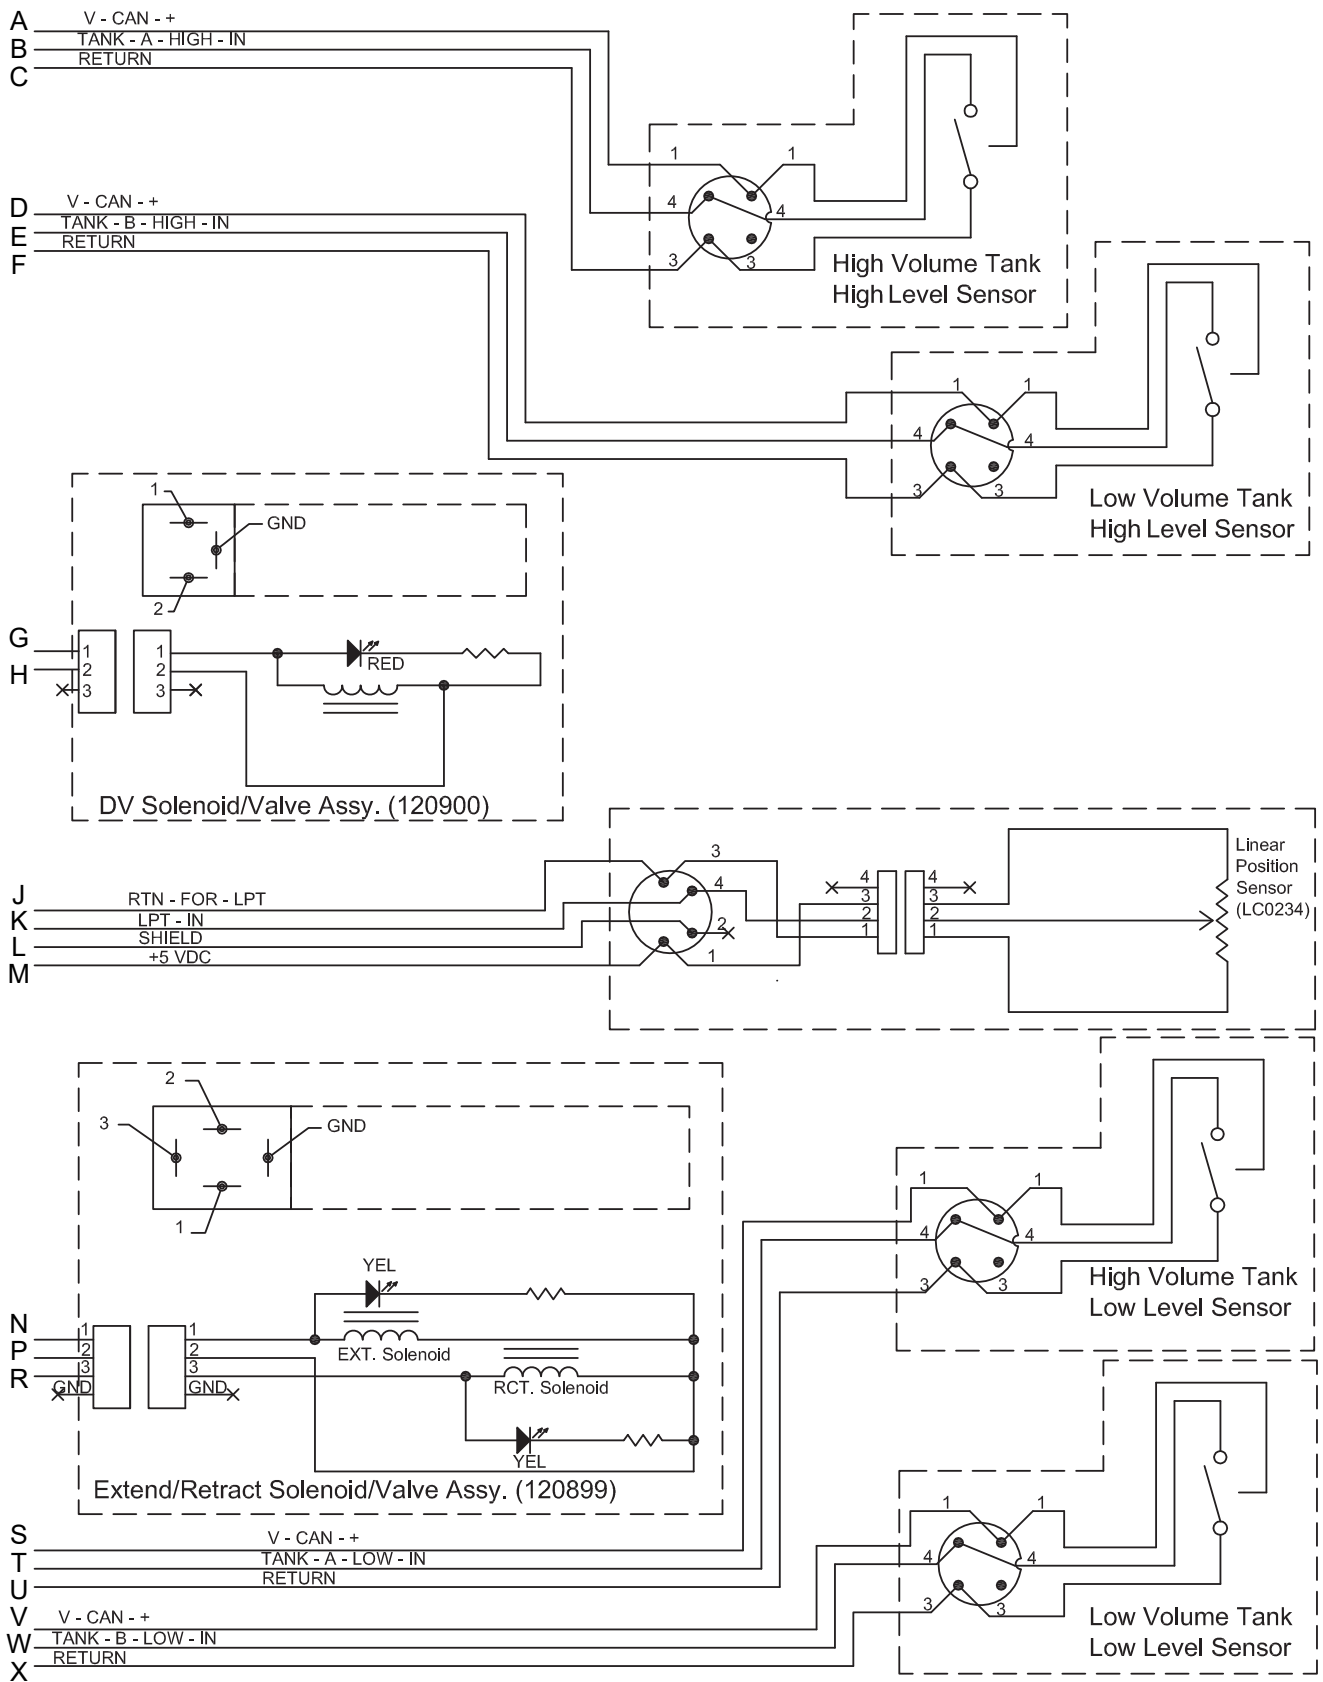 A
V - CAN - +
B
TANK - A - HIGH - IN
C
RETURN
1
1
4
4
3
3
High Volume Tank
High Level Sensor
D
V - CAN - +
E
TANK - B - HIGH - IN
F
RETURN
1
1
4
4
3
3
Low Volume Tank
High Level Sensor
1
GND
2
G
H
1
2
3
1
2
3
RED
DV Solenoid/Valve Assy. (120900)
J
RTN - FOR - LPT
K
LPT - IN
L
SHIELD
M
+5 VDC
3
4
2
1
4
3
2
1
4
3
2
1
Linear
Position
Sensor
(LC0234)
2
3
GND
1
YEL
N
P
R
1
2
3
GND
1
2
3
GND
EXT. Solenoid
RCT. Solenoid
YEL
Extend/Retract Solenoid/Valve Assy. (120899)
1
1
4
4
3
3
High Volume Tank
Low Level Sensor
S
V - CAN - +
T
TANK - A - LOW - IN
U
RETURN
V
V - CAN - +
W
TANK - B - LOW - IN
X
RETURN
1
1
4
4
3
3
Low Volume Tank
Low Level Sensor